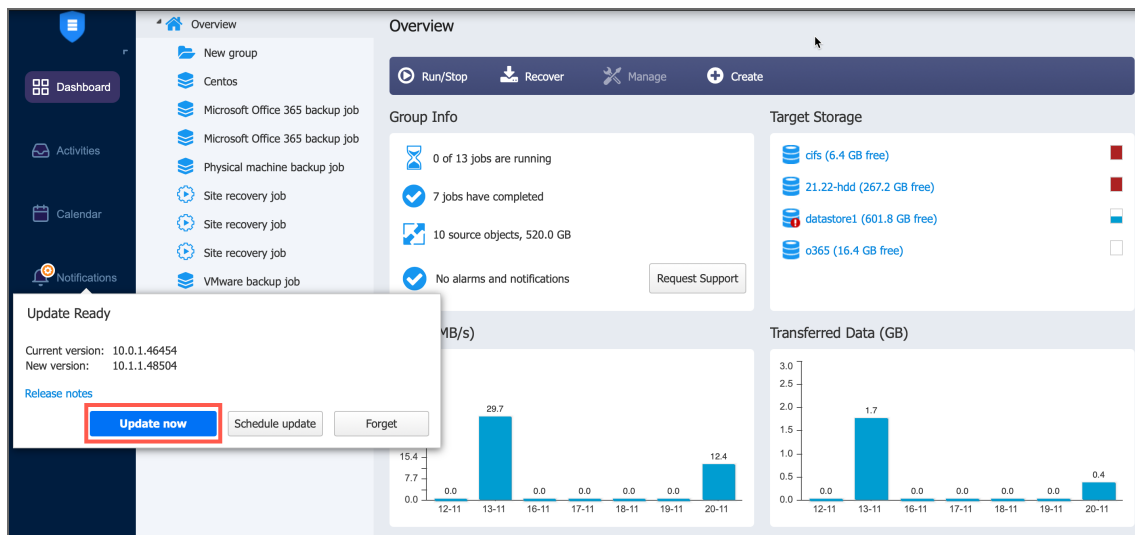 Dashboard
Activities
Calendar
Notifications
Overview
New group
Centos
Microsoft Office 365 backup job
Microsoft Office 365 backup job
Physical machine backup job
Site recovery job
Site recovery job
Site recovery job
VMware backup job
Update Ready
Current version: 10.0.1.46454
New version: 10.1.1.48504
Release notes
Update now Schedule update Forget
Overview
Run/Stop Recover Manage Create
Group Info
0 of 13 jobs are running
7 jobs have completed
10 source objects, 520.0 GB
No alarms and notifications Request Support
Target Storage
cifs (6.4 GB free)
21.22-hdd (267.2 GB free)
datastore1 (601.8 GB free)
o365 (16.4 GB free)
MB/s)
15.4
7.7
0.0
0.0 29.7 0.0 0.0 0.0 0.0 12.4
12-11 13-11 16-11 17-11 18-11 19-11 20-11
Transferred Data (GB)
3.0
2.5
2.0
1.5
1.0
0.5
0.0
0.0 1.7 0.0 0.0 0.0 0.0 0.4
12-11 13-11 16-11 17-11 18-11 19-11 20-11